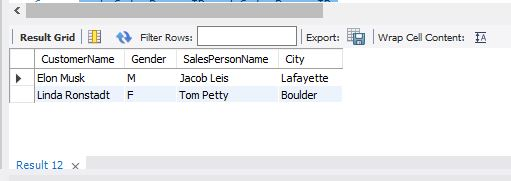 Result Grid Filter Rows: Export: Wrap Cell Content: IA
CustomerName Gender SalesPersonName City
Elon Musk M Jacob Leis Lafayette
Linda Ronstadt F Tom Petty Boulder
Result 12 ×